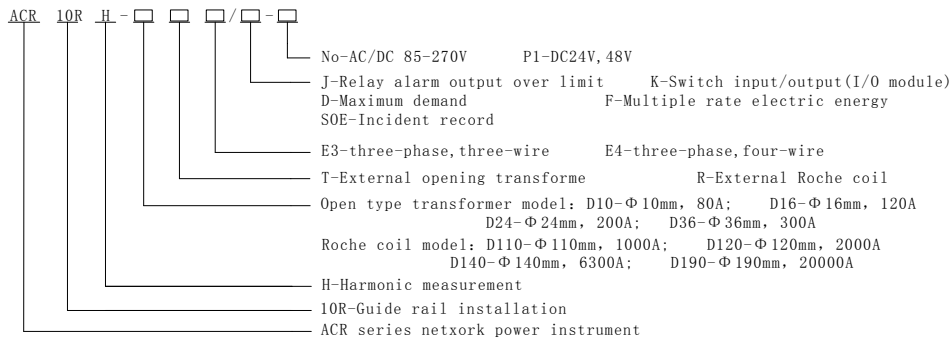 ACR 10R H-□ □ □/□-□
No-AC/DC 85-270V P1-DC24V,48V
J-Relay alarm output over limit K-Switch input/output(I/O module)
D-Maximum demand F-Multiple rate electric energy
SOE-Incident record
E3-three-phase,three-wire E4-three-phase,four-wire
T-External opening transforme R-External Roche coil
Open type transformer model: D10-Φ10mm, 80A; D16-Φ16mm, 120A
D24-Φ24mm, 200A; D36-Φ36mm, 300A
Roche coil model: D110-Φ110mm, 1000A; D120-Φ120mm, 2000A
D140-Φ140mm, 6300A; D190-Φ190mm, 20000A
H-Harmonic measurement
10R-Guide rail installation
ACR series netxork power instrument